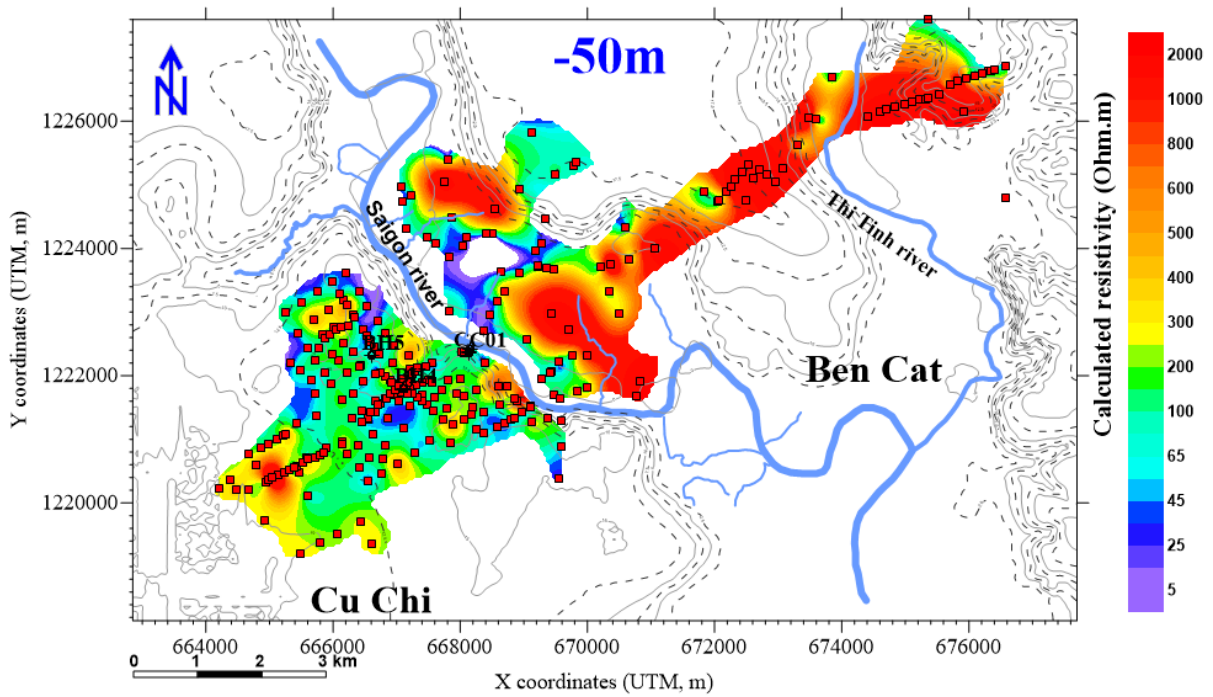 -50m
N
Calculated resistivity (Ohm.m)
2000
1000
800
600
500
400
300
200
100
65
45
25
5
Y coordinates (UTM, m)
1226000
1224000
1222000
1220000
Saigon river
Thi Tinh river
BH5
CC01
Ben Cat
Cu Chi
664000
666000
668000
670000
672000
674000
676000
0 1 2 3 km
X coordinates (UTM, m)